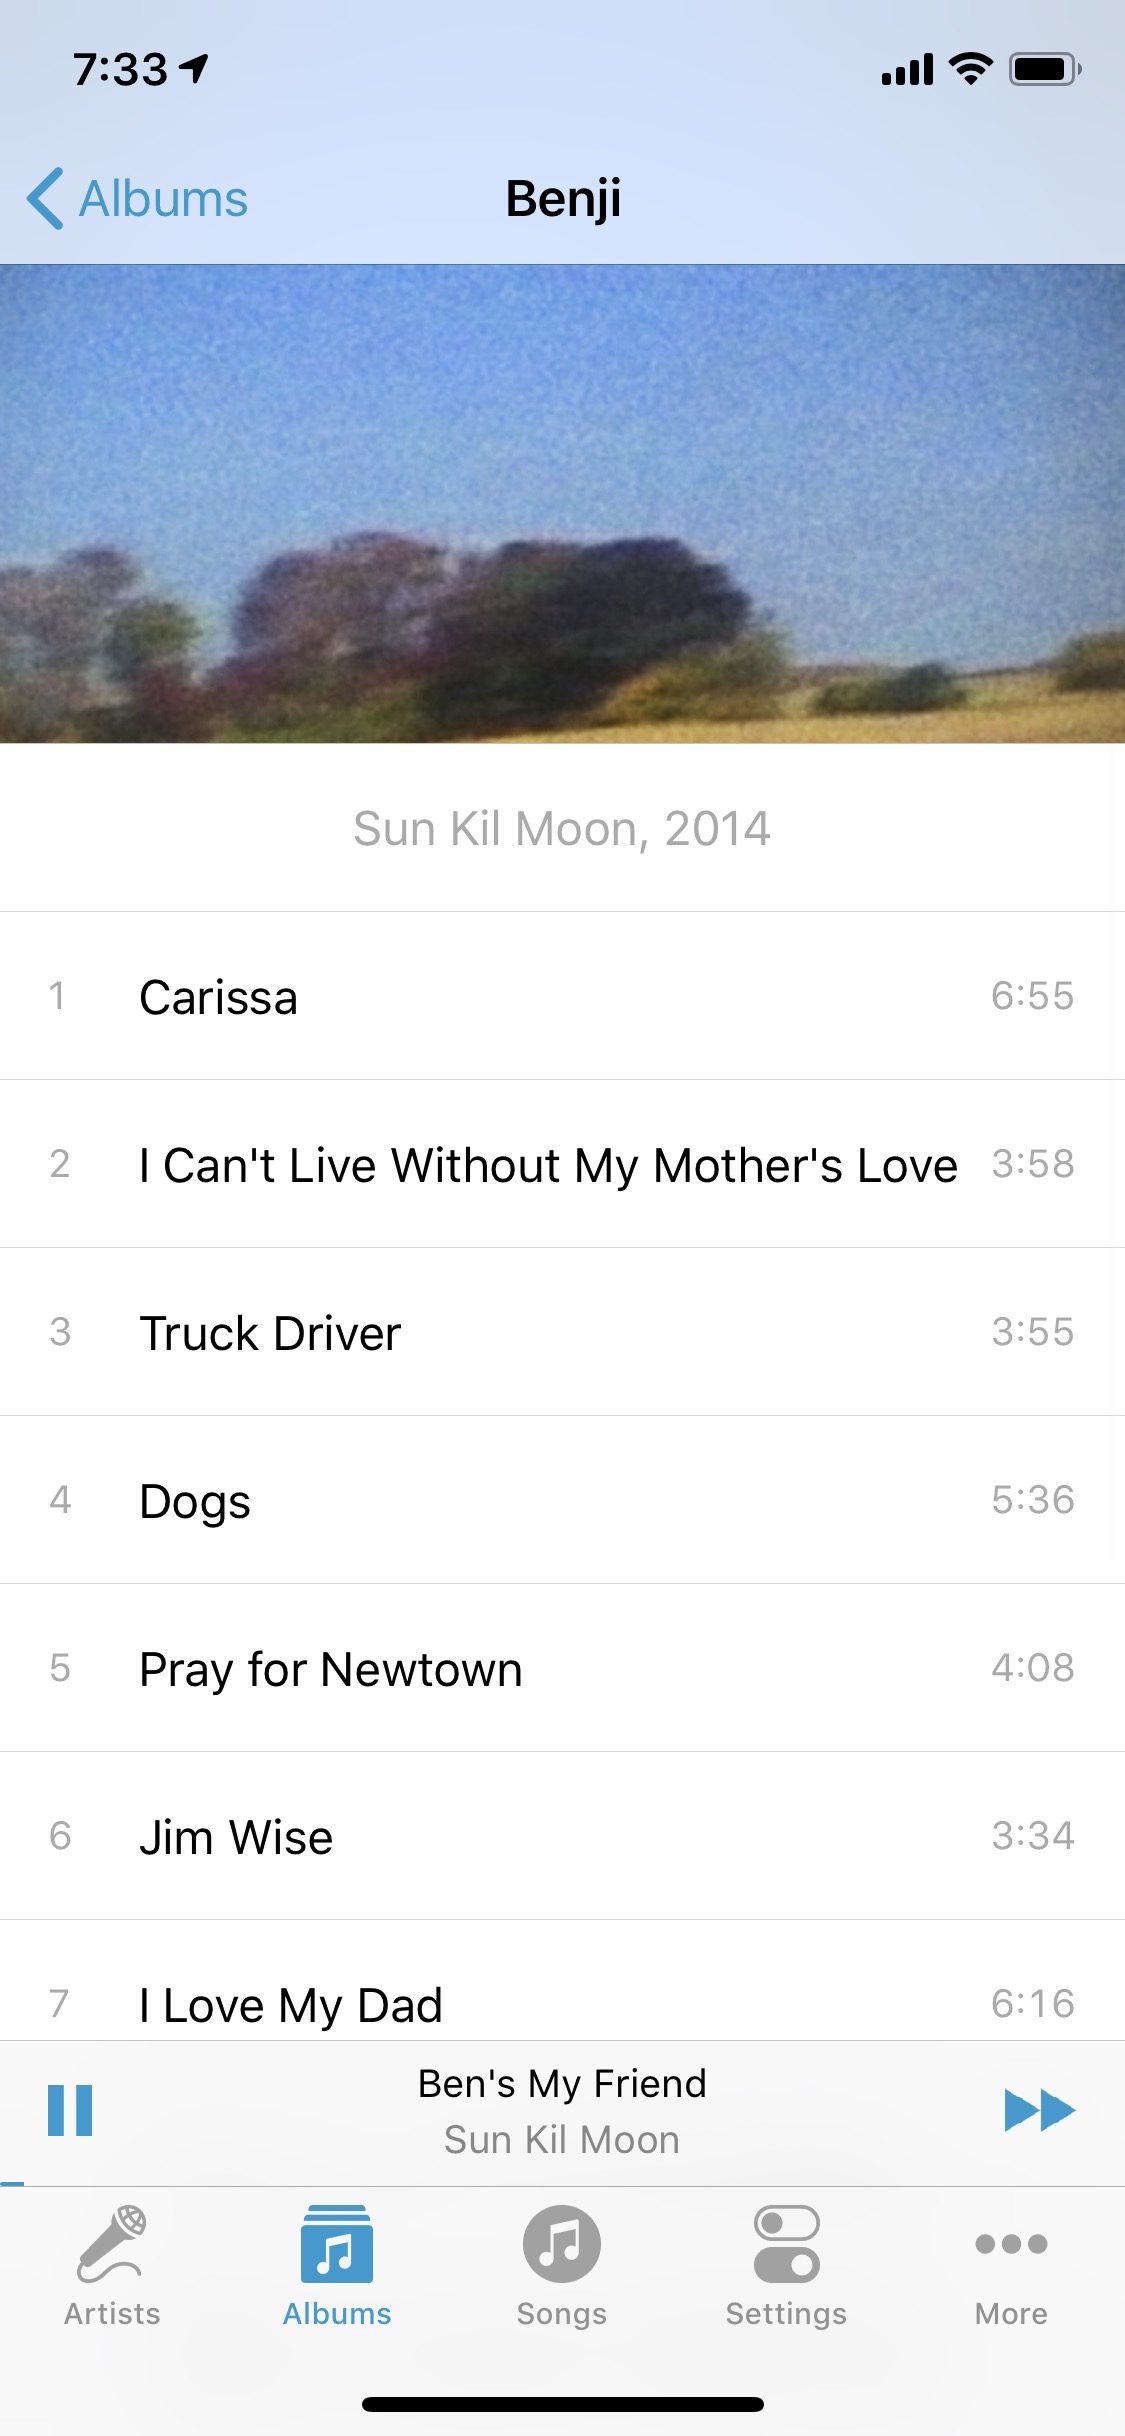 7:33
Albums
Benji
Sun Kil Moon, 2014
1 Carissa 6:55
2 I Can't Live Without My Mother's Love 3:58
3 Truck Driver 3:55
4 Dogs 5:36
5 Pray for Newtown 4:08
6 Jim Wise 3:34
7 I Love My Dad 6:16
Ben's My Friend
Sun Kil Moon
Artists Albums Songs Settings More